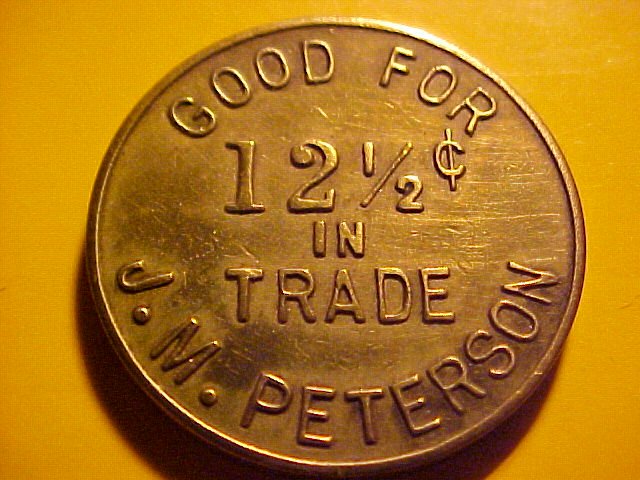 GOOD FOR
12½¢
IN
TRADE
J. M. PETERSON